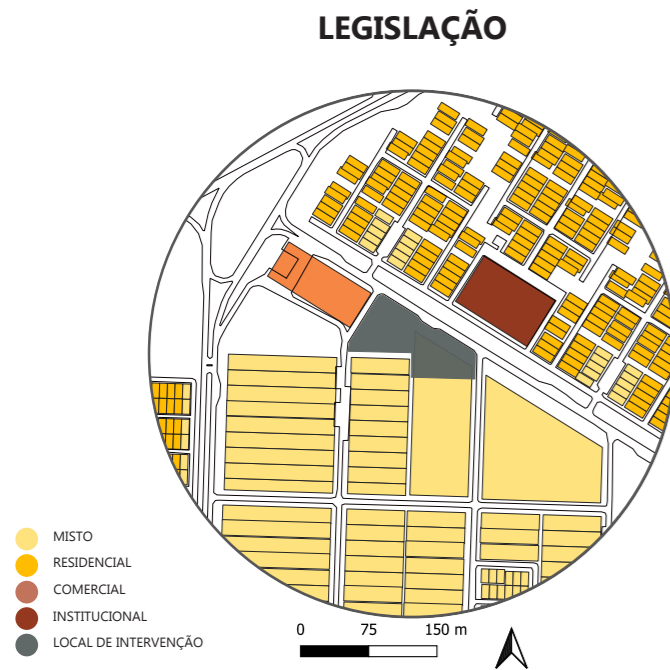 LEGISLAÇÃO
MISTO
RESIDENCIAL
COMERCIAL
INSTITUCIONAL
LOCAL DE INTERVENÇÃO
0 75 150 m